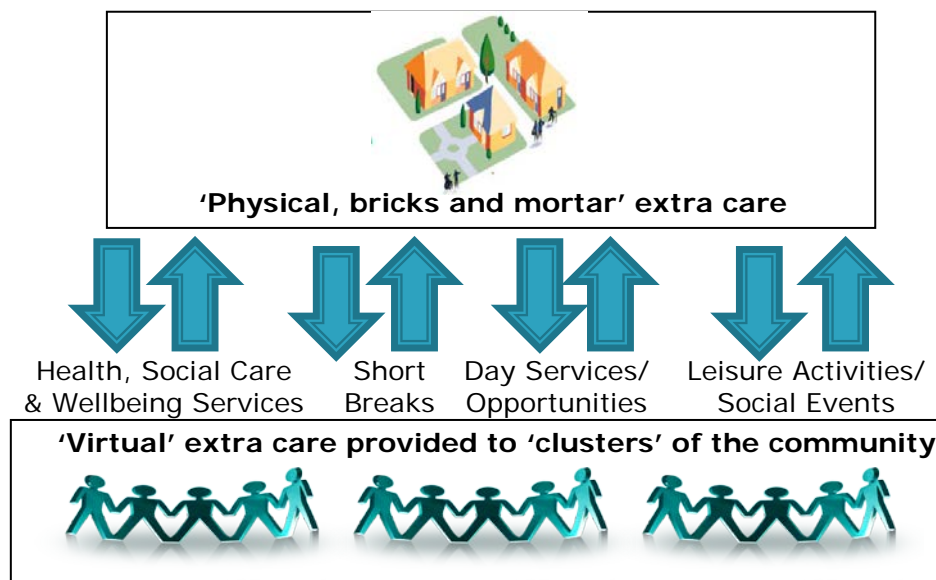 ‘Physical, bricks and mortar’ extra care
Health, Social Care
& Wellbeing Services
Short
Breaks
Day Services/
Opportunities
Leisure Activities/
Social Events
‘Virtual’ extra care provided to ‘clusters’ of the community